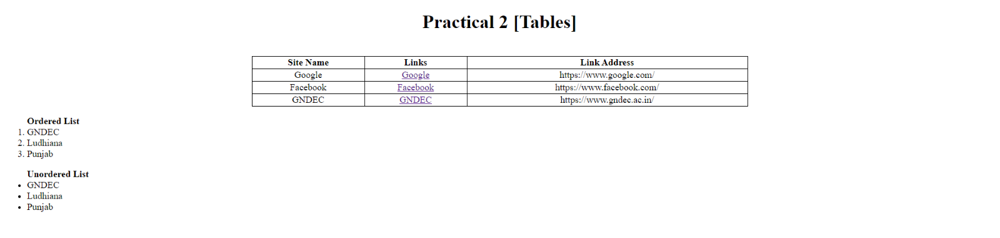 Practical 2 [Tables]
Site Name Links Link Address
Google Google https://www.google.com/
Facebook Facebook https://www.facebook.com/
GNDEC GNDEC https://www.gndec.ac.in/
Ordered List
1. GNDEC
2. Ludhiana
3. Punjab
Unordered List
• GNDEC
• Ludhiana
• Punjab